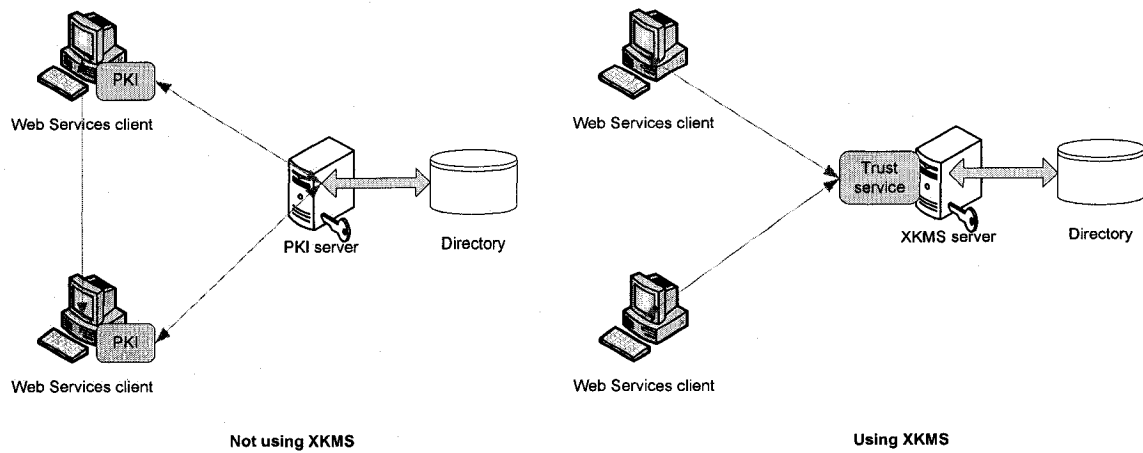 PKI
Web Services client
PKI server
Directory
PKI
Web Services client
Not using XKMS
Web Services client
Trust
service
XKMS server
Directory
Web Services client
Using XKMS